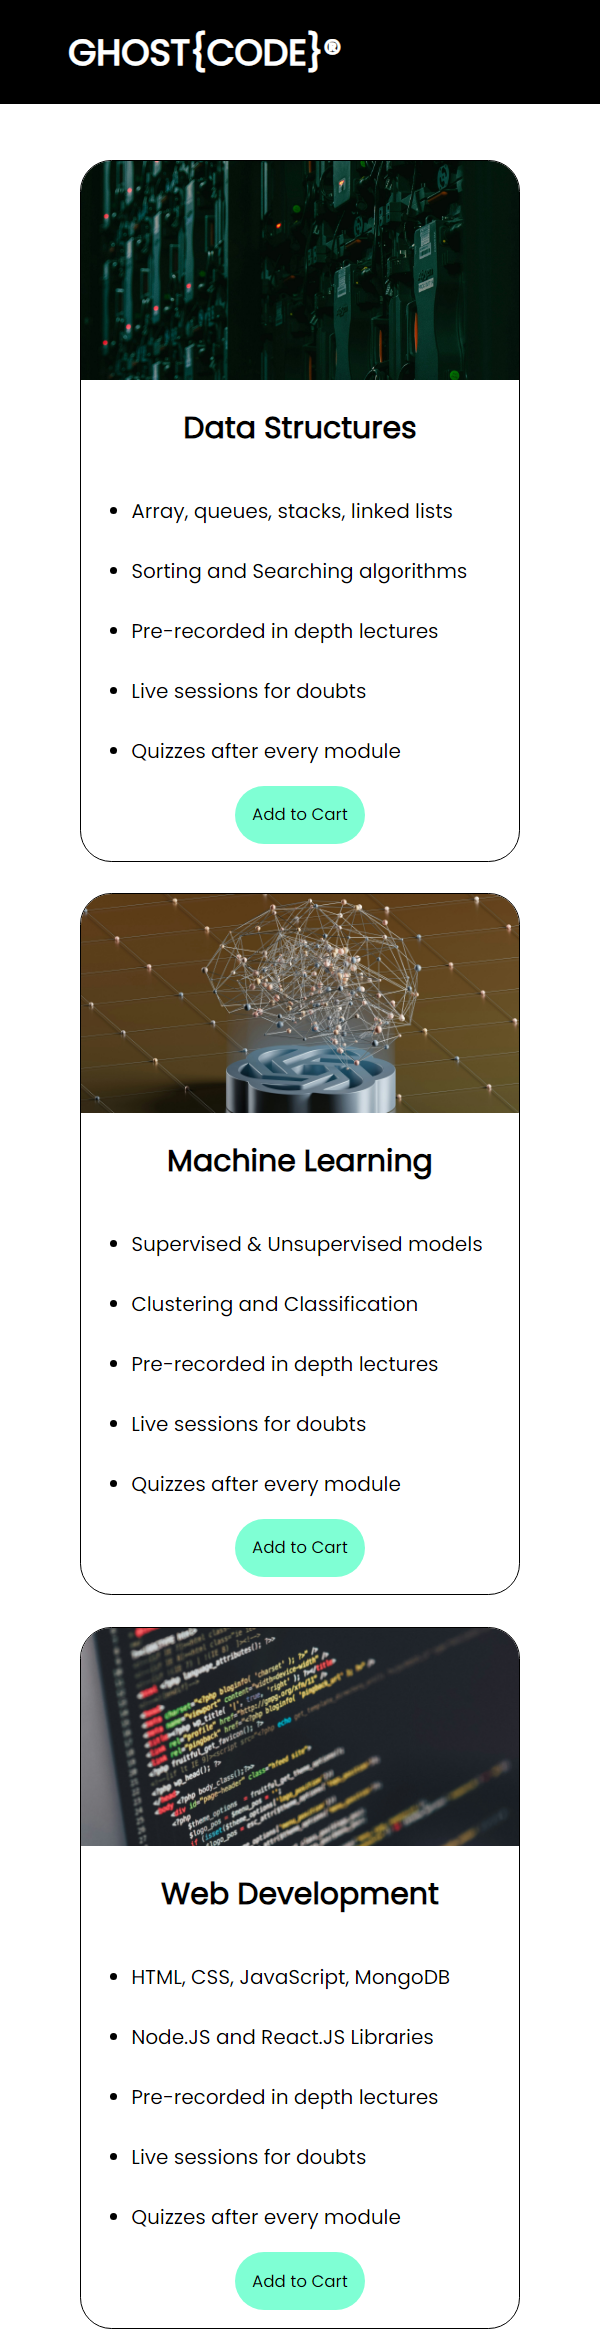 GHOST{CODE}®
Data Structures
Array, queues, stacks, linked lists
Sorting and Searching algorithms
Pre-recorded in depth lectures
Live sessions for doubts
Quizzes after every module
Add to Cart
Machine Learning
Supervised & Unsupervised models
Clustering and Classification
Pre-recorded in depth lectures
Live sessions for doubts
Quizzes after every module
Add to Cart
<?php language_attributes(); ?>
Web Development
HTML, CSS, JavaScript, MongoDB
Node.JS and React.JS Libraries
Pre-recorded in depth lectures
Live sessions for doubts
Quizzes after every module
Add to Cart